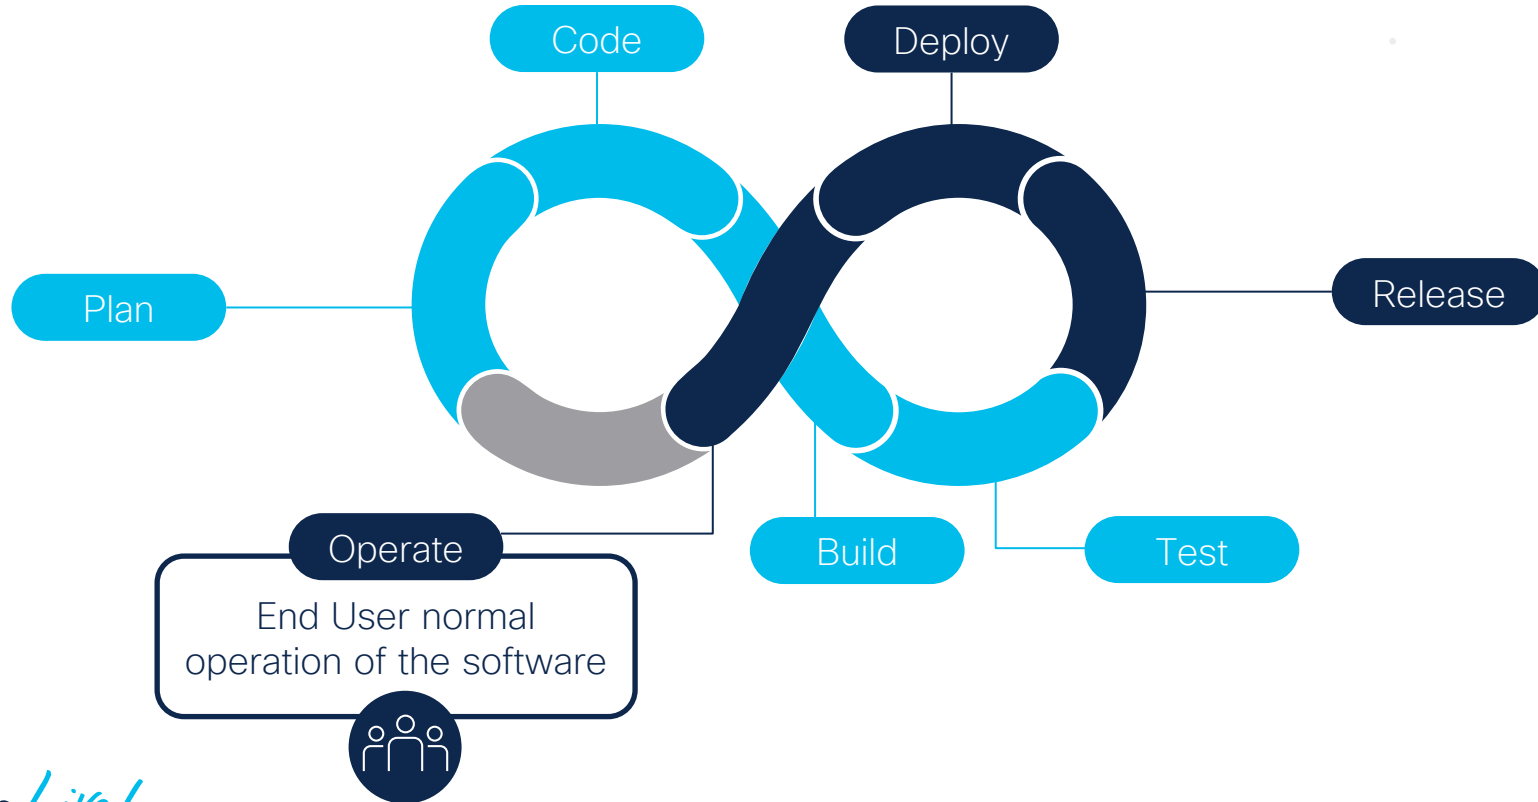 Code
Deploy
Plan
Release
Operate
Build
Test
End User normal
operation of the software